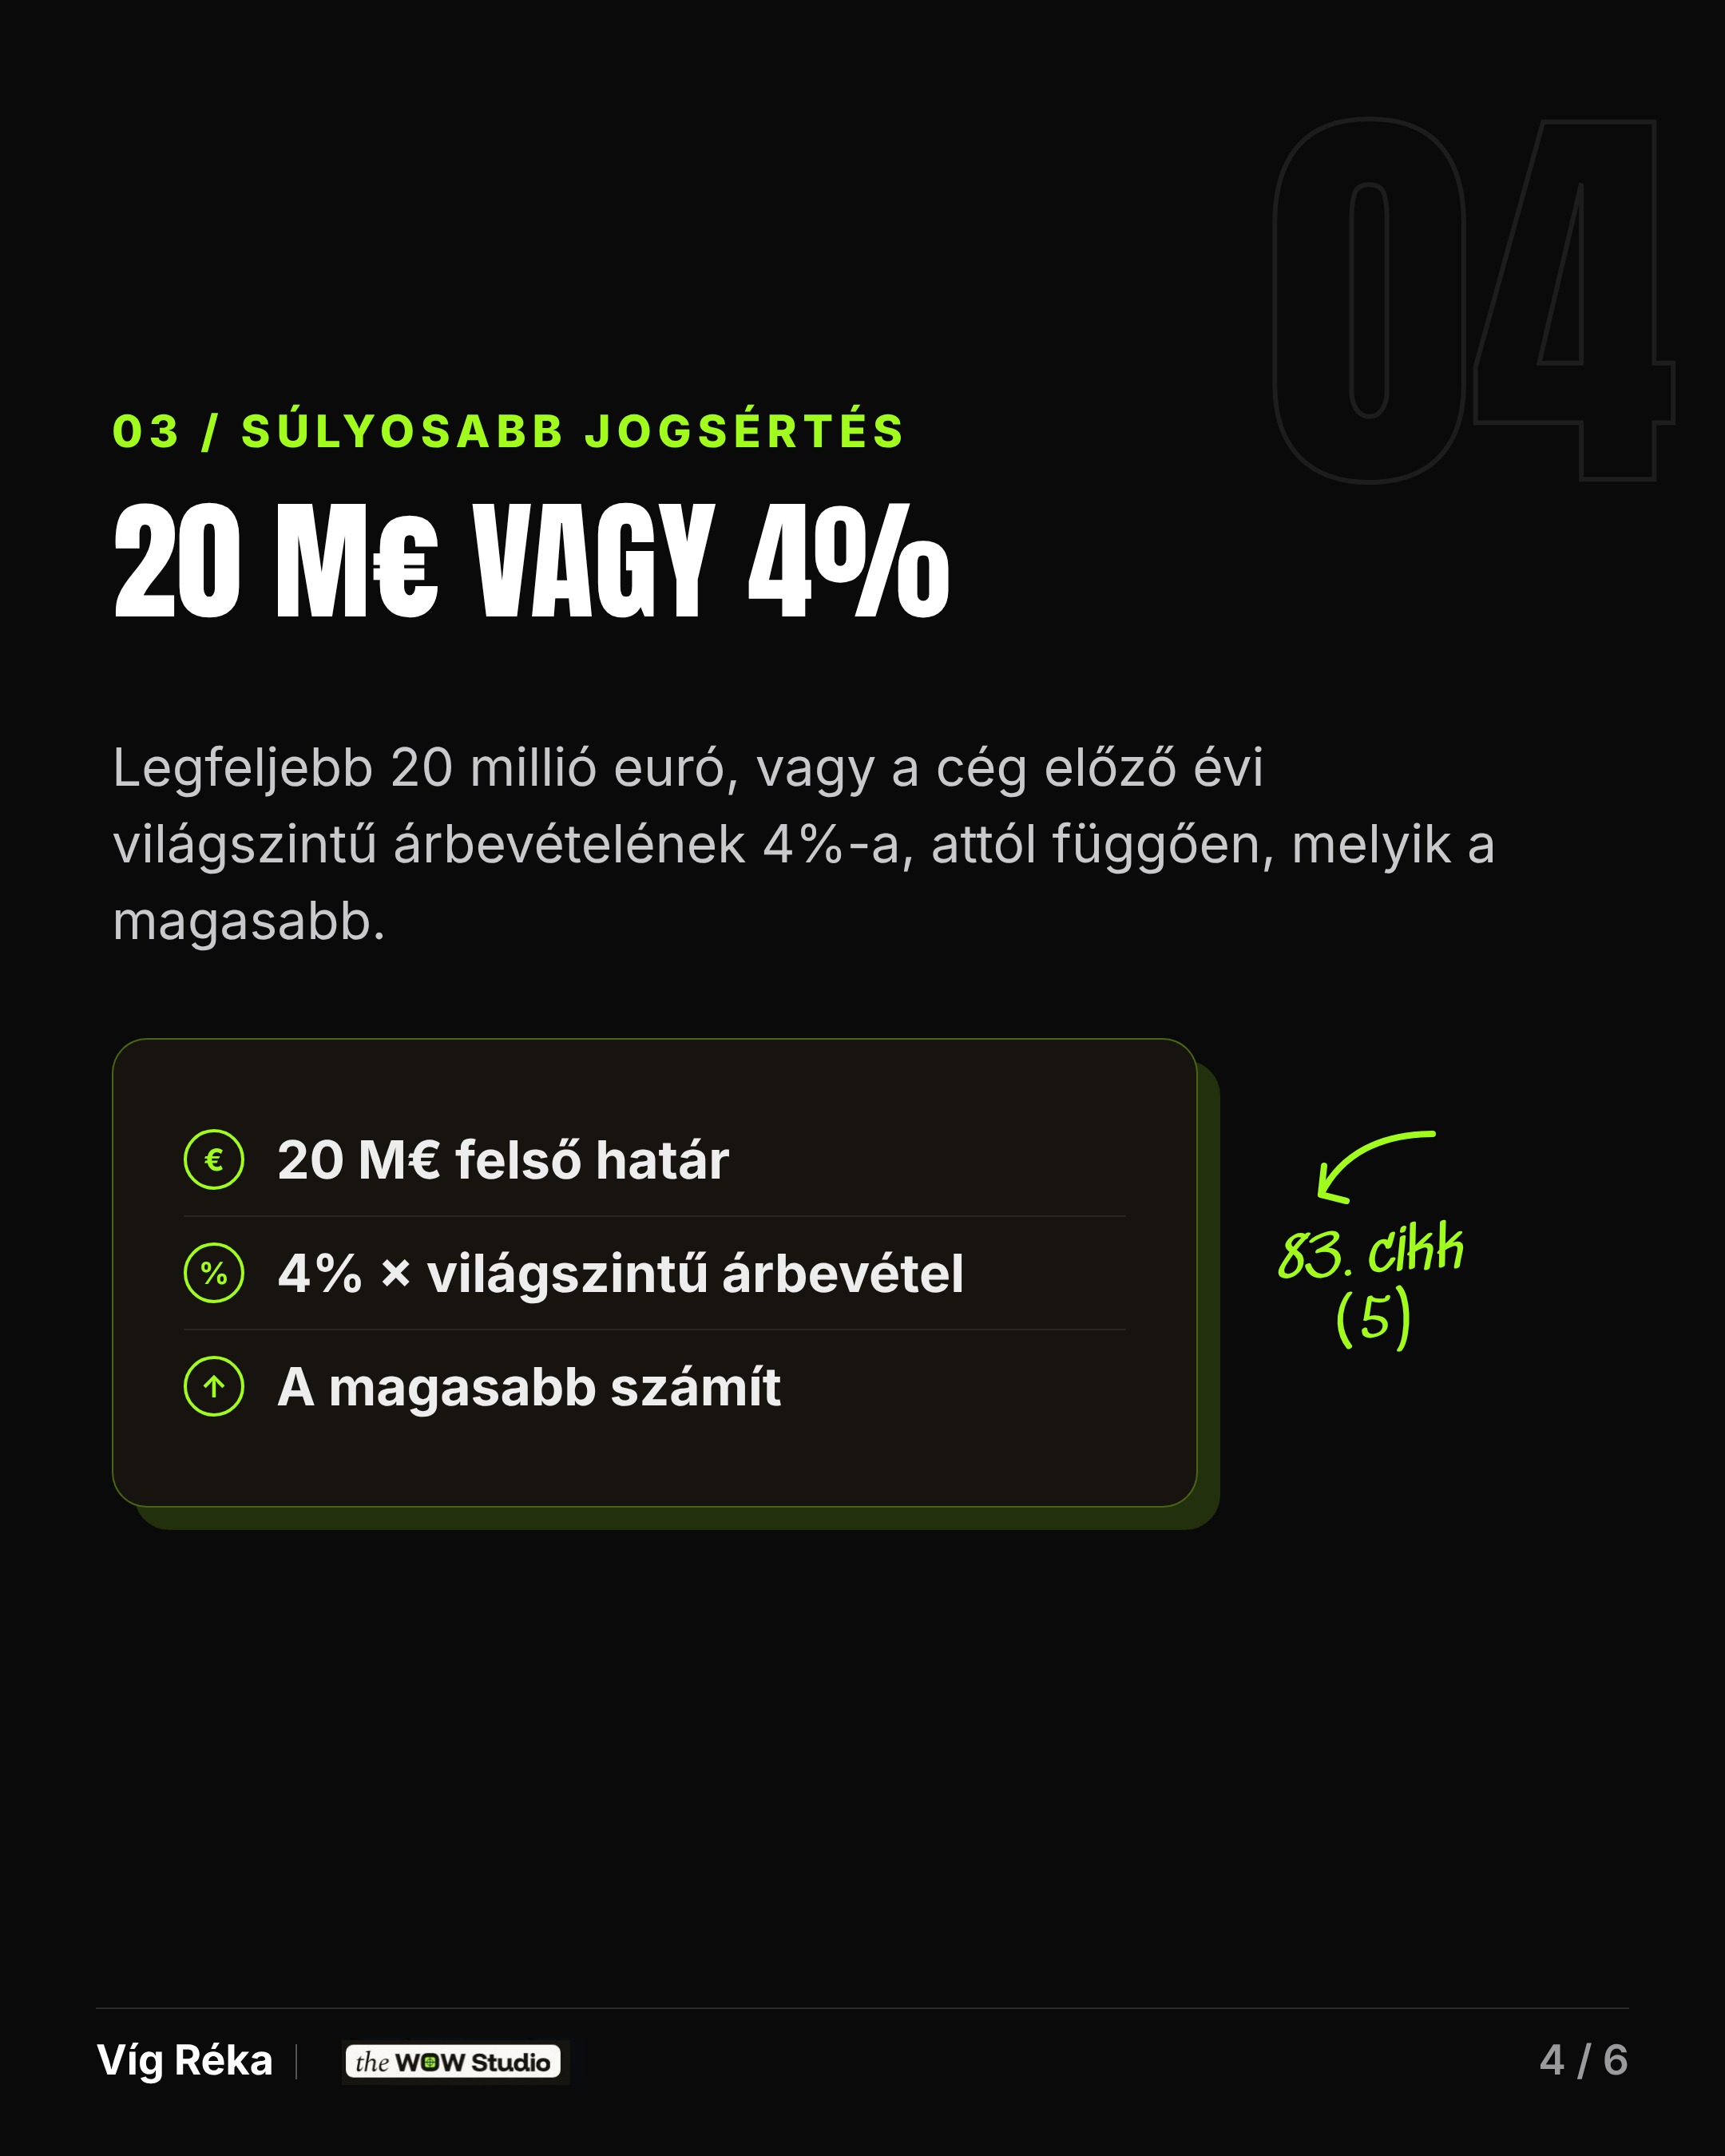 04
03 / SÚLYOSABB JOGSÉRTÉS
20 M€ VAGY 4%
Legfeljebb 20 millió euró, vagy a cég előző évi
világszintű árbevételének 4%-a, attól függően, melyik a
magasabb.
€ 20 M€ felső határ
% 4% × világszintű árbevétel
↑ A magasabb számít
83. cikk
(5)
Víg Réka | the WOW Studio
4 / 6